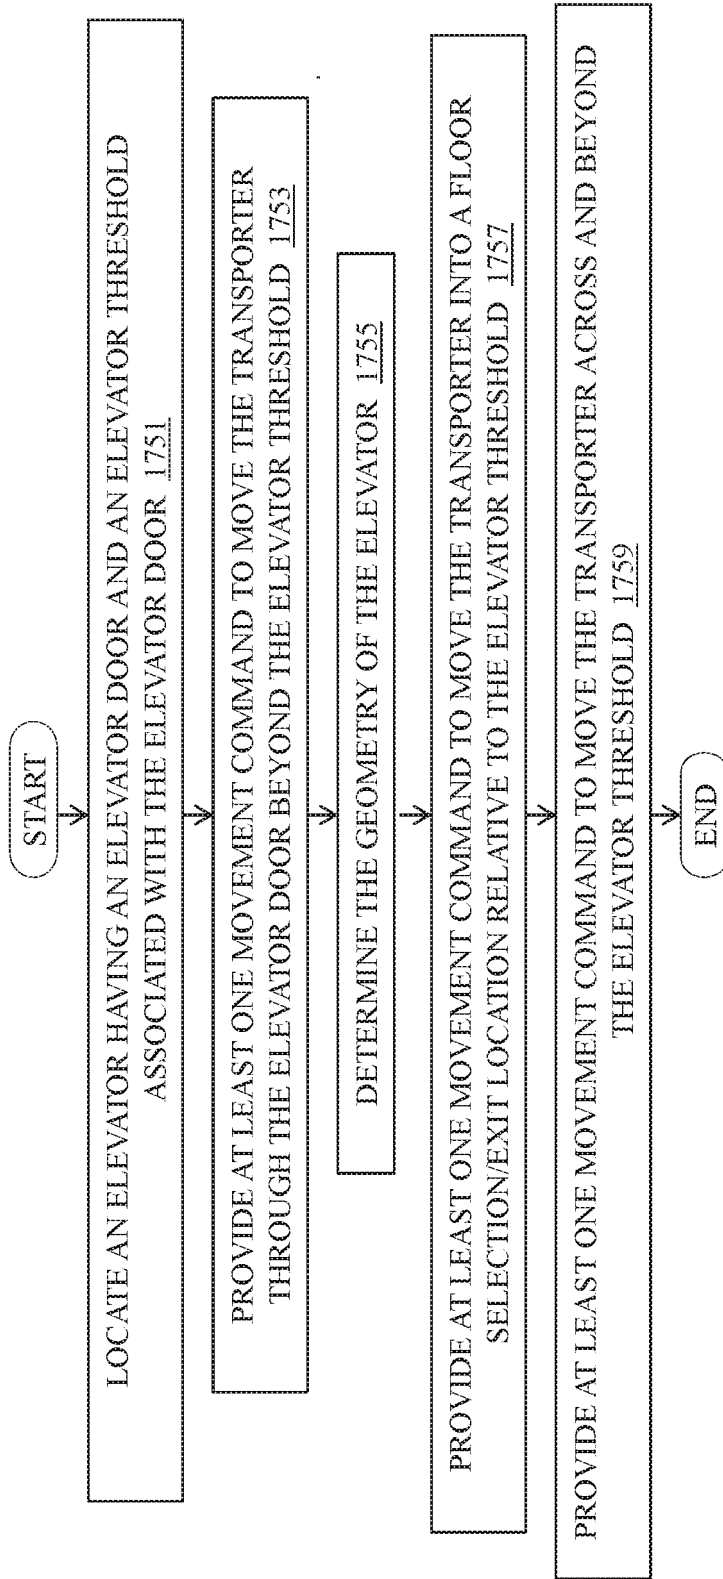 START
LOCATE AN ELEVATOR HAVING AN ELEVATOR DOOR AND AN ELEVATOR THRESHOLD
ASSOCIATED WITH THE ELEVATOR DOOR 1751
PROVIDE AT LEAST ONE MOVEMENT COMMAND TO MOVE THE TRANSPORTER
THROUGH THE ELEVATOR DOOR BEYOND THE ELEVATOR THRESHOLD 1753
DETERMINE THE GEOMETRY OF THE ELEVATOR 1755
PROVIDE AT LEAST ONE MOVEMENT COMMAND TO MOVE THE TRANSPORTER INTO A FLOOR
SELECTION/EXIT LOCATION RELATIVE TO THE ELEVATOR THRESHOLD 1757
PROVIDE AT LEAST ONE MOVEMENT COMMAND TO MOVE THE TRANSPORTER ACROSS AND BEYOND
THE ELEVATOR THRESHOLD 1759
END